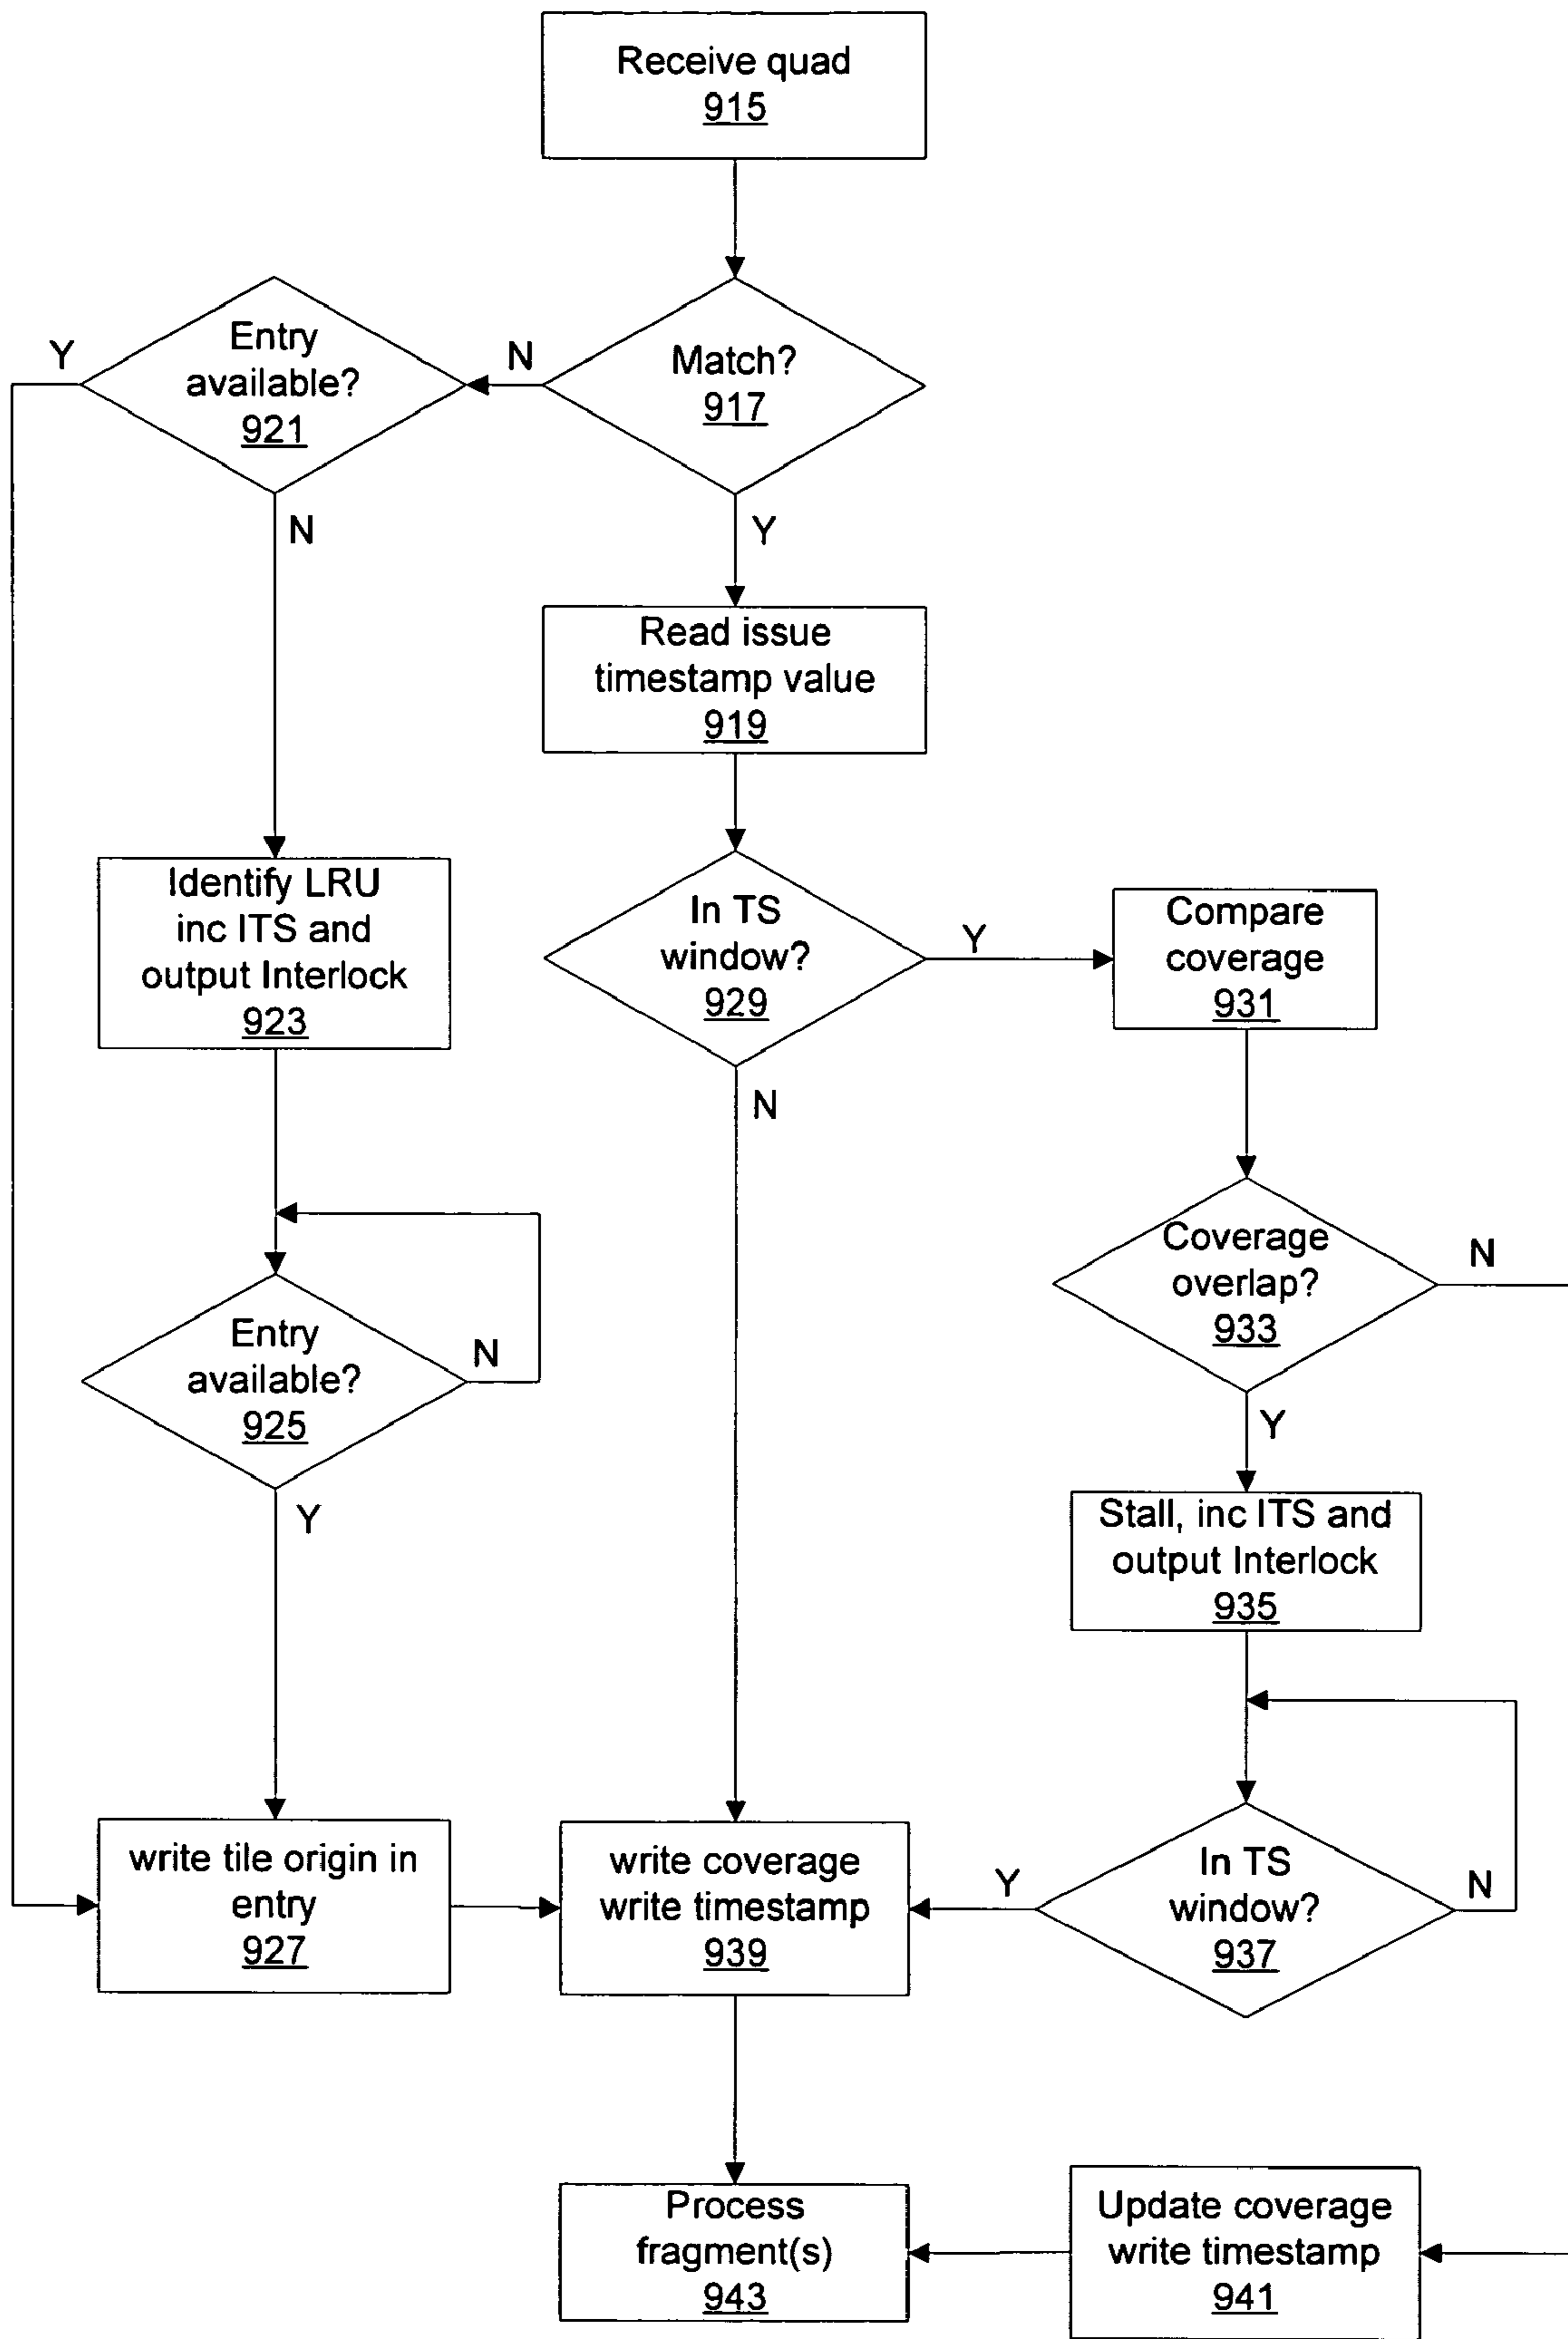 Receive quad
915
Entry
available?
921
Y
N
Match?
917
N
Y
Read issue
timestamp value
919
Identify LRU
inc ITS and
output Interlock
923
In TS
window?
929
Y
N
Compare
coverage
931
Coverage
overlap?
933
N
Y
Entry
available?
925
N
Y
Stall, inc ITS and
output Interlock
935
write tile origin in
entry
927
write coverage
write timestamp
939
Y
In TS
window?
937
N
Process
fragment(s)
943
Update coverage
write timestamp
941